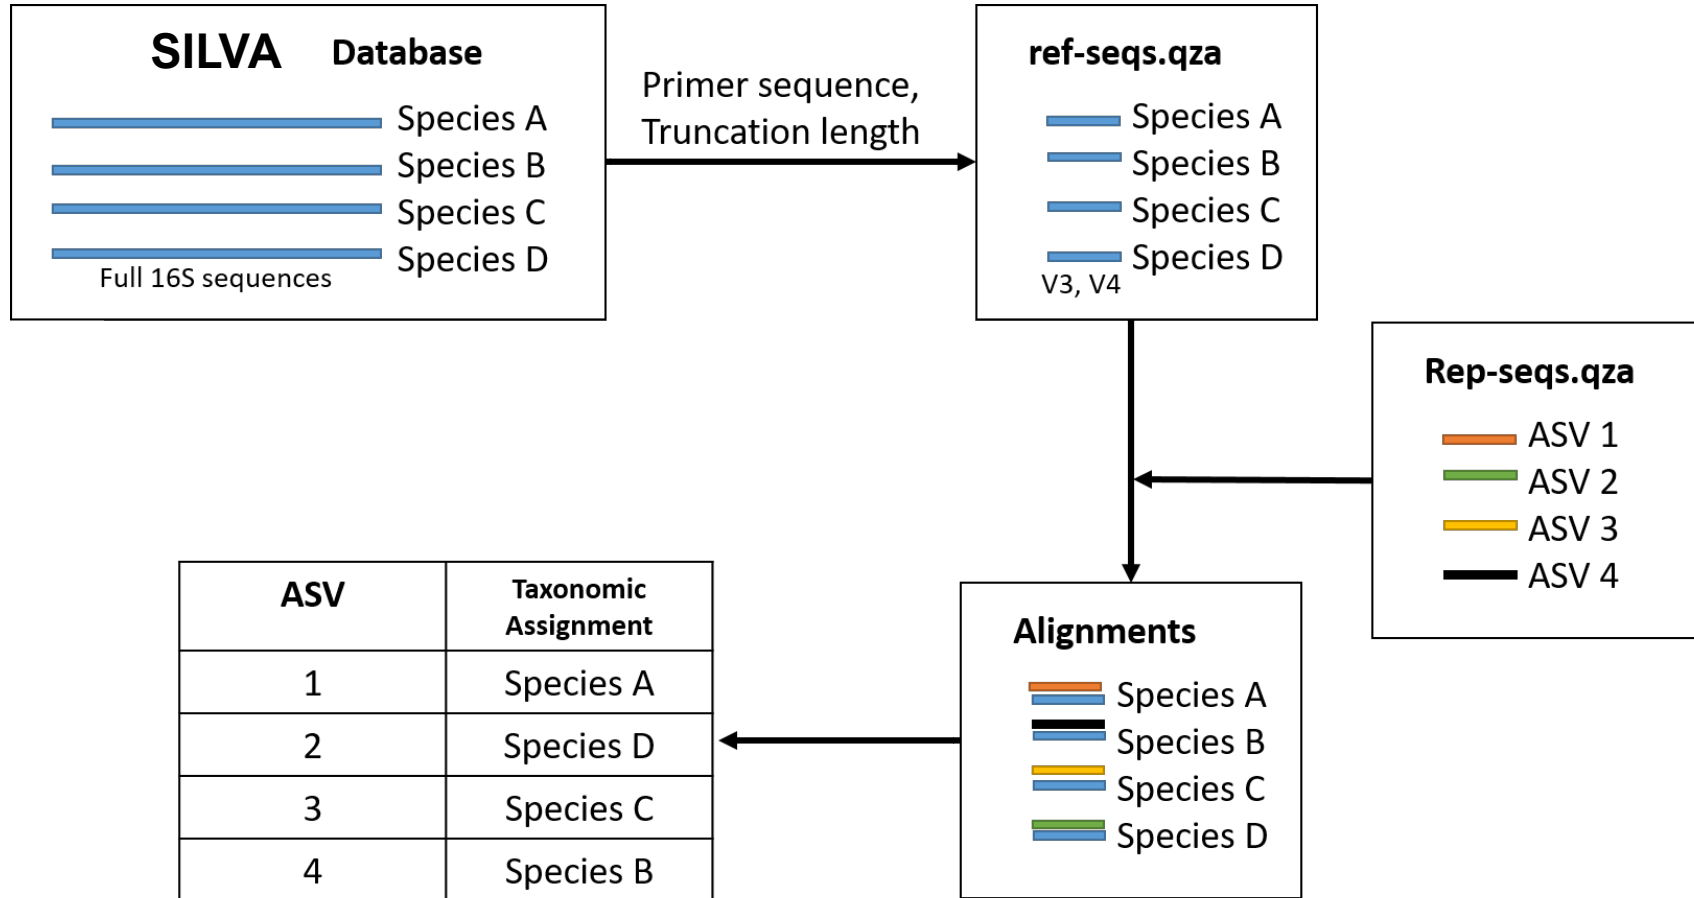 SILVA Database
Species A
Species B
Species C
Species D
Full 16S sequences
Primer sequence,
Truncation length
ref-seqs.qza
Species A
Species B
Species C
Species D
V3, V4
Rep-seqs.qza
ASV 1
ASV 2
ASV 3
ASV 4
Alignments
Species A
Species B
Species C
Species D
ASV Taxonomic
Assignment
1 Species A
2 Species D
3 Species C
4 Species B